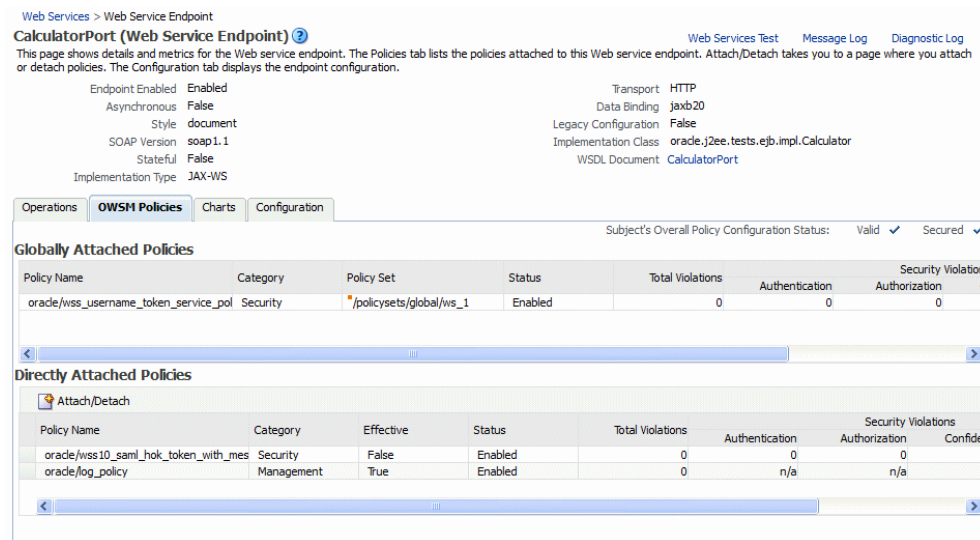 Web Services > Web Service Endpoint
CalculatorPort (Web Service Endpoint) ?
Web Services Test Message Log Diagnostic Log
This page shows details and metrics for the Web service endpoint. The Policies tab lists the policies attached to this Web service endpoint. Attach/Detach takes you to a page where you attach
or detach policies. The Configuration tab displays the endpoint configuration.
Endpoint Enabled Enabled
Asynchronous False
Style document
SOAP Version soap1.1
Stateful False
Implementation Type JAX-WS
Transport HTTP
Data Binding jaxb20
Legacy Configuration False
Implementation Class oracle.j2ee.tests.ejb.impl.Calculator
WSDL Document CalculatorPort
Operations OWSM Policies Charts Configuration
Subject's Overall Policy Configuration Status: Valid Secured
Globally Attached Policies
Policy Name Category Policy Set Status Total Violations Security Violation
Authentication Authorization
oracle/wss_username_token_service_pol Security /policysets/global/ws_1 Enabled 0 0 0
Directly Attached Policies
Attach/Detach
Policy Name Category Effective Status Total Violations Security Violations
Authentication Authorization Confide
oracle/wss10_saml_hok_token_with_mes Security False Enabled 0 0 0
oracle/log_policy Management True Enabled 0 n/a n/a